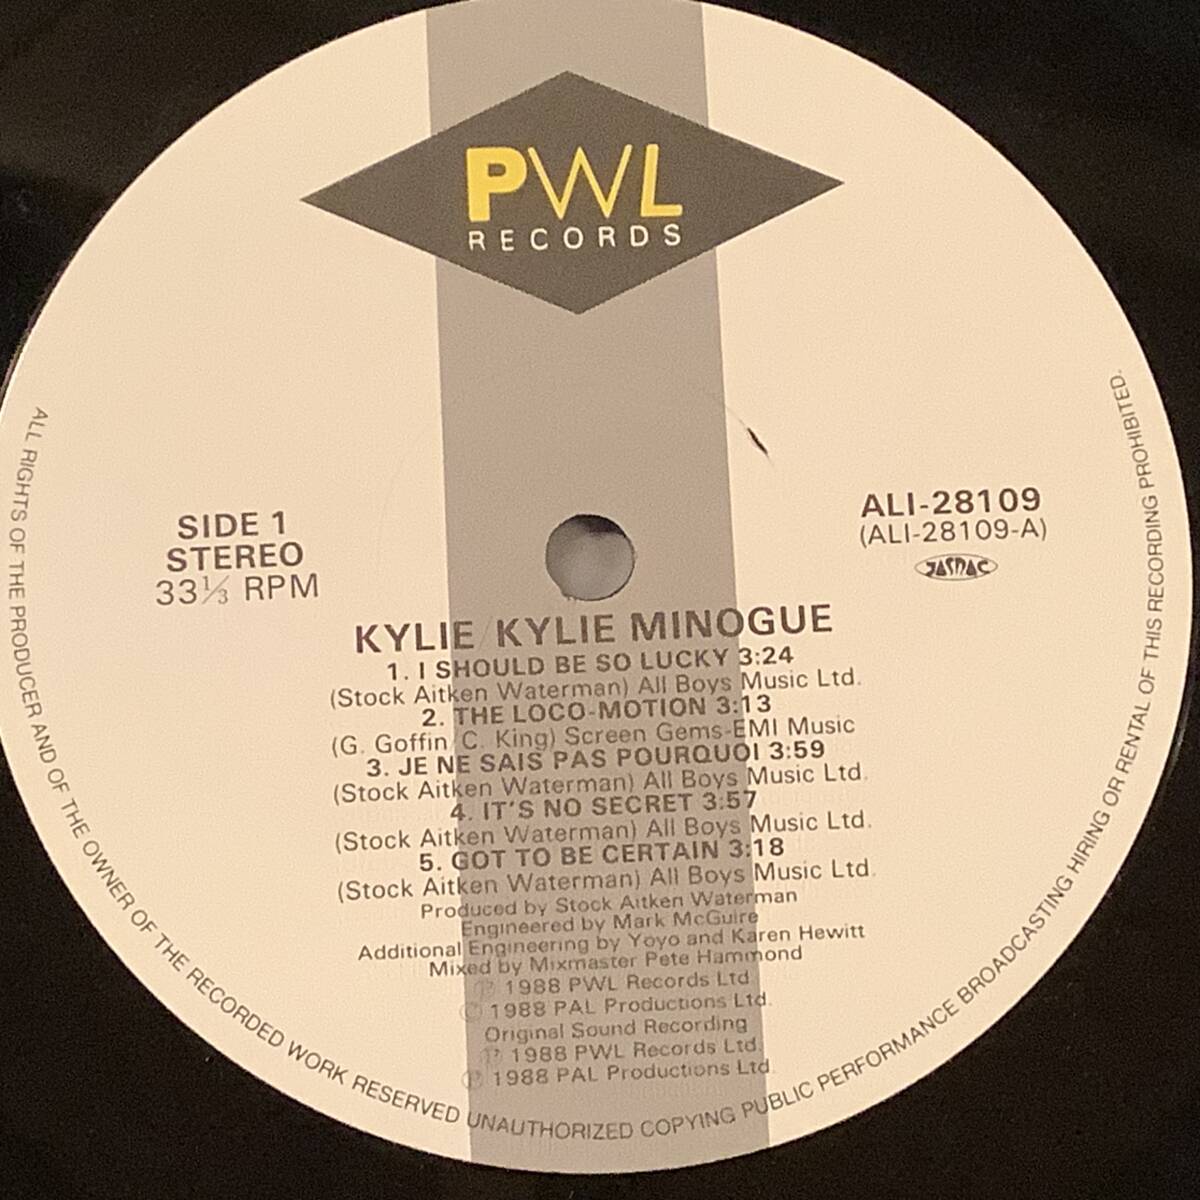 PWL
RECORDS
SIDE 1
STEREO
33⅓ RPM
ALI-28109
(ALI-28109-A)
JASRAC
KYLIE/KYLIE MINOGUE
1. I SHOULD BE SO LUCKY 3:24
(Stock Aitken Waterman) All Boys Music Ltd.
2. THE LOCO-MOTION 3:13
(G. Goffin/C. King) Screen Gems-EMI Music
3. JE NE SAIS PAS POURQUOI 3:59
(Stock Aitken Waterman) All Boys Music Ltd.
4. IT'S NO SECRET 3:57
(Stock Aitken Waterman) All Boys Music Ltd.
5. GOT TO BE CERTAIN 3:18
(Stock Aitken Waterman) All Boys Music Ltd.
Produced by Stock Aitken Waterman
Engineered by Mark McGuire
Additional Engineering by Yoyo and Karen Hewitt
Mixed by Mixmaster Pete Hammond
℗ 1988 PWL Records Ltd.
© 1988 PAL Productions Ltd.
Original Sound Recording
℗ 1988 PWL Records Ltd.
℗ 1988 PAL Productions Ltd.
ALL RIGHTS OF THE PRODUCER AND OF THE OWNER OF THE RECORDED WORK RESERVED UNAUTHORIZED COPYING PUBLIC PERFORMANCE BROADCASTING HIRING OR RENTAL OF THIS RECORDING PROHIBITED.